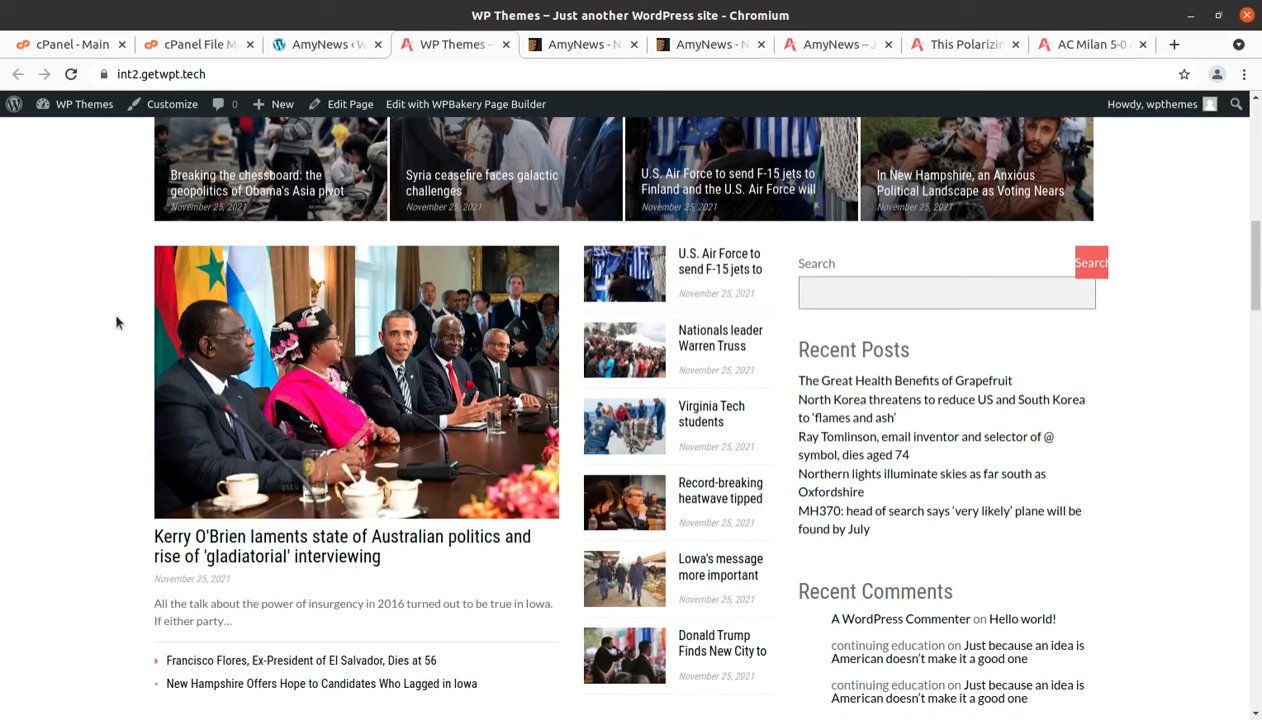 WP Themes – Just another WordPress site - Chromium
cPanel - Main
cPanel File M
AmyNews ‹ W
WP Themes –
AmyNews - N
AmyNews - N
AmyNews – J
This Polarizin
AC Milan 5-0
int2.getwpt.tech
WP Themes
Customize
0
New
Edit Page
Edit with WPBakery Page Builder
Howdy, wpthemes
Breaking the chessboard: the
geopolitics of Obama's Asia pivot
November 25, 2021
Syria ceasefire faces galactic
challenges
November 25, 2021
U.S. Air Force to send F-15 jets to
Finland and the U.S. Air Force will
November 25, 2021
In New Hampshire, an Anxious
Political Landscape as Voting Nears
November 25, 2021
Kerry O'Brien laments state of Australian politics and
rise of 'gladiatorial' interviewing
November 25, 2021
All the talk about the power of insurgency in 2016 turned out to be true in Iowa.
If either party…
Francisco Flores, Ex-President of El Salvador, Dies at 56
New Hampshire Offers Hope to Candidates Who Lagged in Iowa
U.S. Air Force to
send F-15 jets to
November 25, 2021
Nationals leader
Warren Truss
November 25, 2021
Virginia Tech
students
November 25, 2021
Record-breaking
heatwave tipped
November 25, 2021
Lowa's message
more important
November 25, 2021
Donald Trump
Finds New City to
November 25, 2021
Search
Search
Recent Posts
The Great Health Benefits of Grapefruit
North Korea threatens to reduce US and South Korea
to 'flames and ash'
Ray Tomlinson, email inventor and selector of @
symbol, dies aged 74
Northern lights illuminate skies as far south as
Oxfordshire
MH370: head of search says 'very likely' plane will be
found by July
Recent Comments
A WordPress Commenter on Hello world!
continuing education on Just because an idea is
American doesn't make it a good one
continuing education on Just because an idea is
American doesn't make it a good one